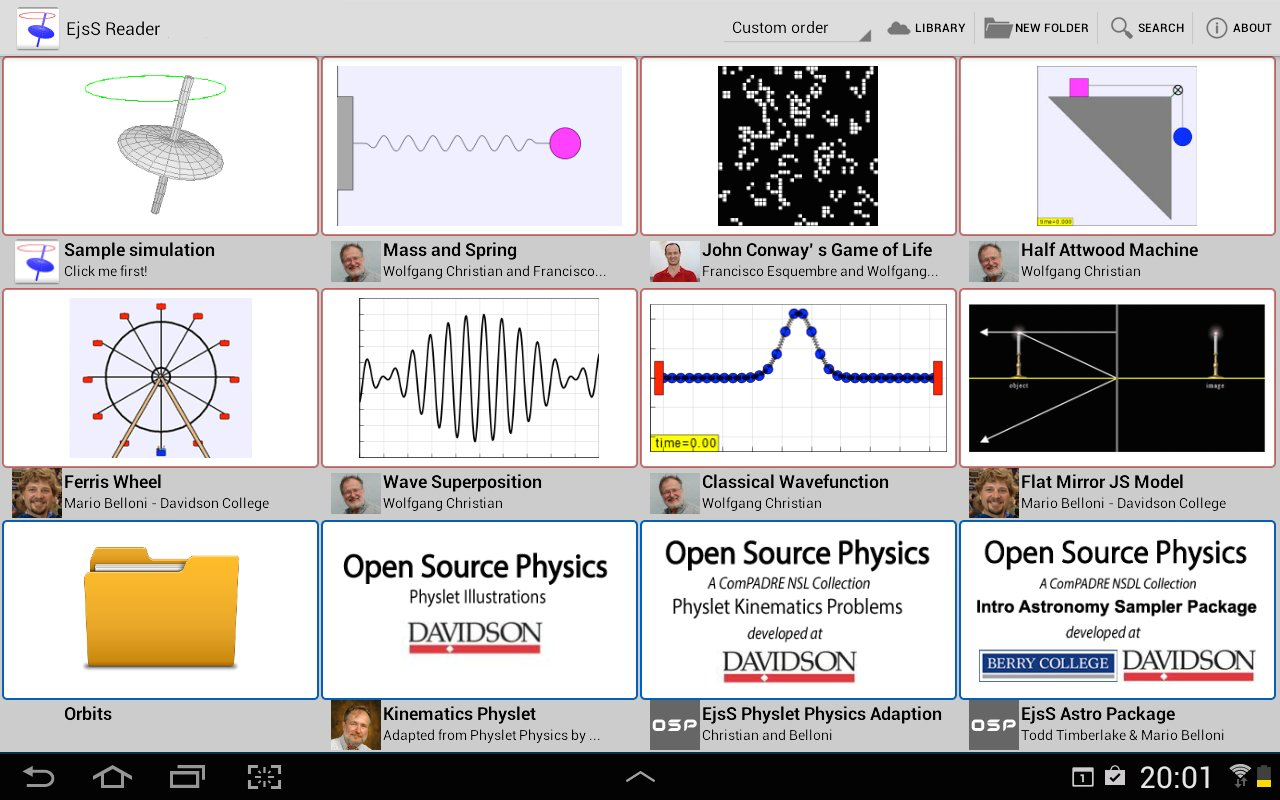 EjsS Reader
Custom order
LIBRARY
NEW FOLDER
SEARCH
ABOUT
time=0.000
Sample simulation
Click me first!
Mass and Spring
Wolfgang Christian and Francisco...
John Conway's Game of Life
Francisco Esquembre and Wolfgang...
Half Attwood Machine
Wolfgang Christian
time=0.00
object
image
Ferris Wheel
Mario Belloni - Davidson College
Wave Superposition
Wolfgang Christian
Classical Wavefunction
Wolfgang Christian
Flat Mirror JS Model
Mario Belloni - Davidson College
Open Source Physics
Physlet Illustrations
DAVIDSON
Open Source Physics
A ComPADRE NSL Collection
Physlet Kinematics Problems
developed at
DAVIDSON
Open Source Physics
A ComPADRE NSDL Collection
Intro Astronomy Sampler Package
developed at
BERRY COLLEGE DAVIDSON
Orbits
Kinematics Physlet
Adapted from Physlet Physics by ...
OSP
EjsS Physlet Physics Adaption
Christian and Belloni
OSP
EjsS Astro Package
Todd Timberlake & Mario Belloni
1
20:01